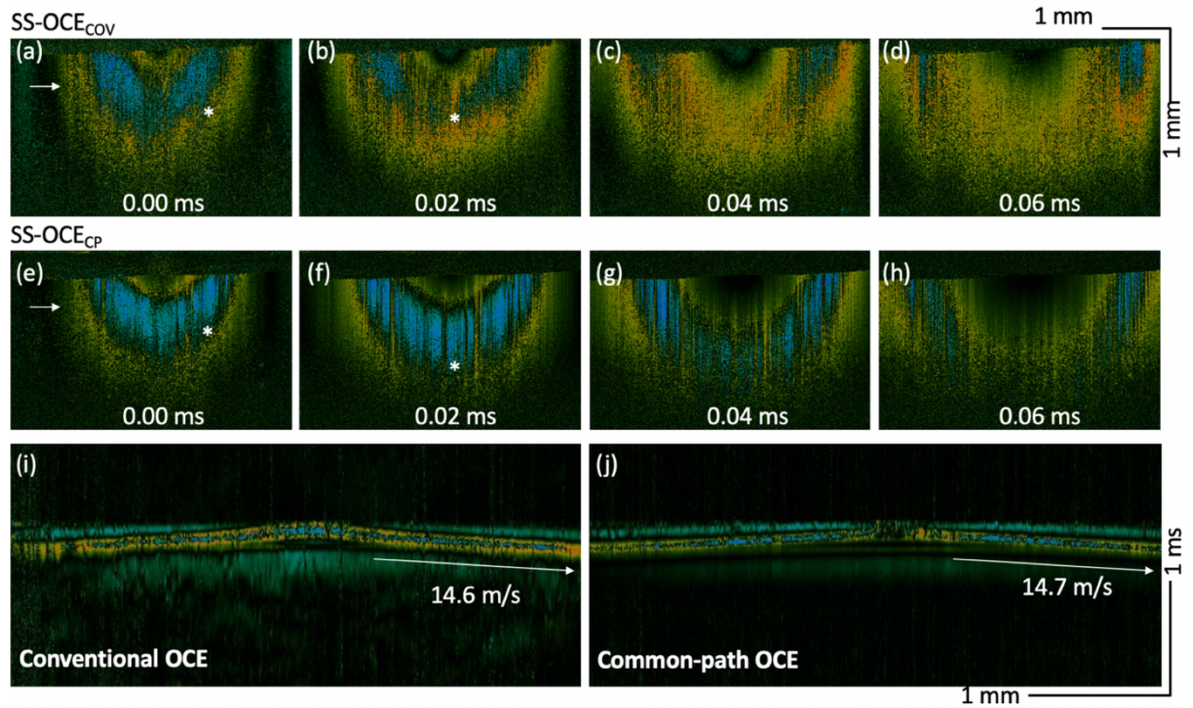 SS-OCECOV
1 mm
(a) (b) (c) (d)
*
*
1 mm
0.00 ms 0.02 ms 0.04 ms 0.06 ms
SS-OCECP
(e) (f) (g) (h)
*
*
0.00 ms 0.02 ms 0.04 ms 0.06 ms
(i) (j)
14.6 m/s 14.7 m/s
1 ms
Conventional OCE Common-path OCE
1 mm